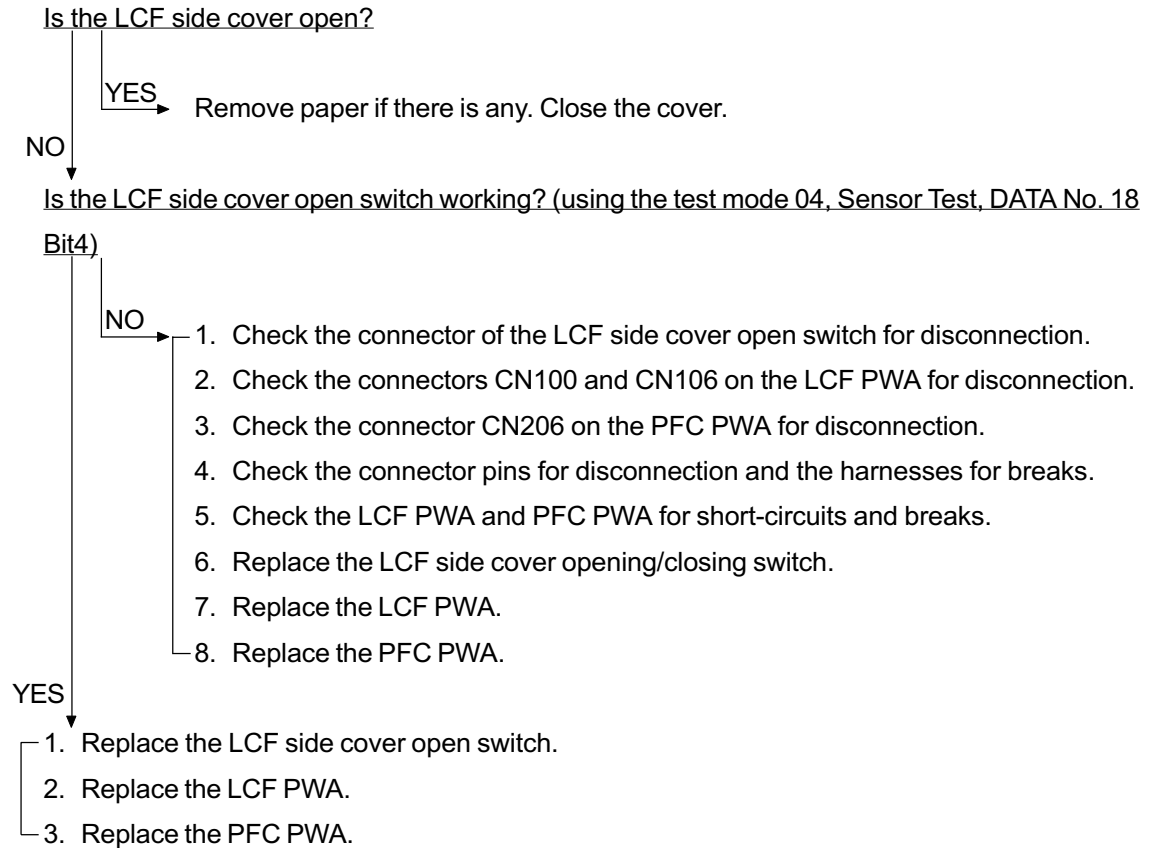 Is the LCF side cover open?
YES
Remove paper if there is any. Close the cover.
NO
Is the LCF side cover open switch working? (using the test mode 04, Sensor Test, DATA No. 18
Bit4)
NO
1. Check the connector of the LCF side cover open switch for disconnection.
2. Check the connectors CN100 and CN106 on the LCF PWA for disconnection.
3. Check the connector CN206 on the PFC PWA for disconnection.
4. Check the connector pins for disconnection and the harnesses for breaks.
5. Check the LCF PWA and PFC PWA for short-circuits and breaks.
6. Replace the LCF side cover opening/closing switch.
7. Replace the LCF PWA.
8. Replace the PFC PWA.
YES
1. Replace the LCF side cover open switch.
2. Replace the LCF PWA.
3. Replace the PFC PWA.